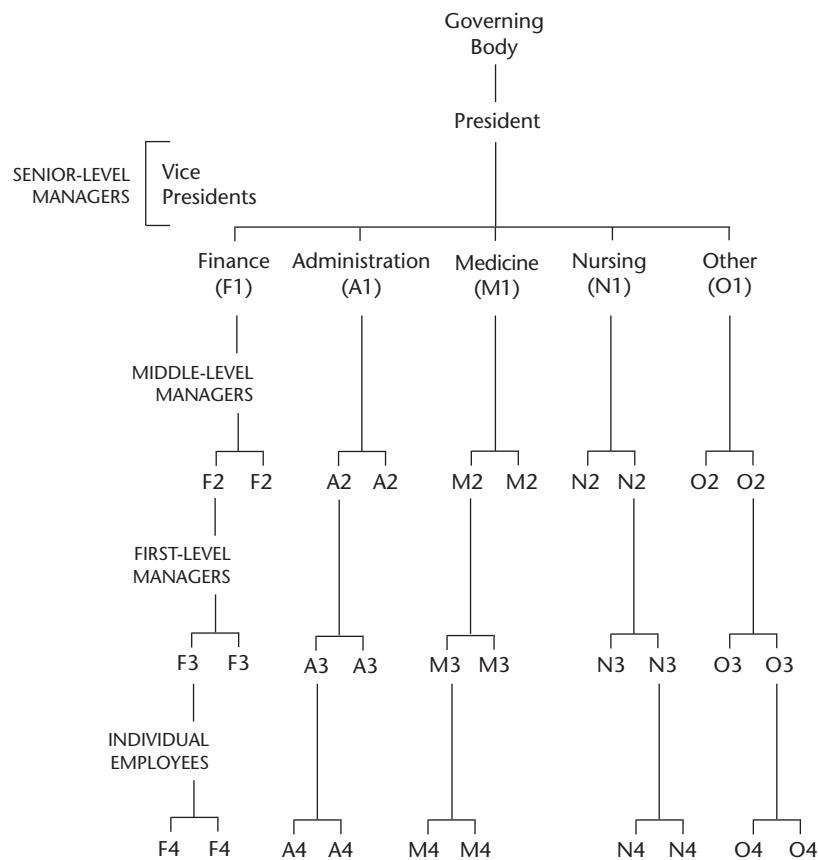 Governing
Body
President
SENIOR-LEVEL
MANAGERS
Vice
Presidents
Finance
(F1)
Administration
(A1)
Medicine
(M1)
Nursing
(N1)
Other
(O1)
MIDDLE-LEVEL
MANAGERS
F2 F2 A2 A2 M2 M2 N2 N2 O2 O2
FIRST-LEVEL
MANAGERS
F3 F3 A3 A3 M3 M3 N3 N3 O3 O3
INDIVIDUAL
EMPLOYEES
F4 F4 A4 A4 M4 M4 N4 N4 O4 O4